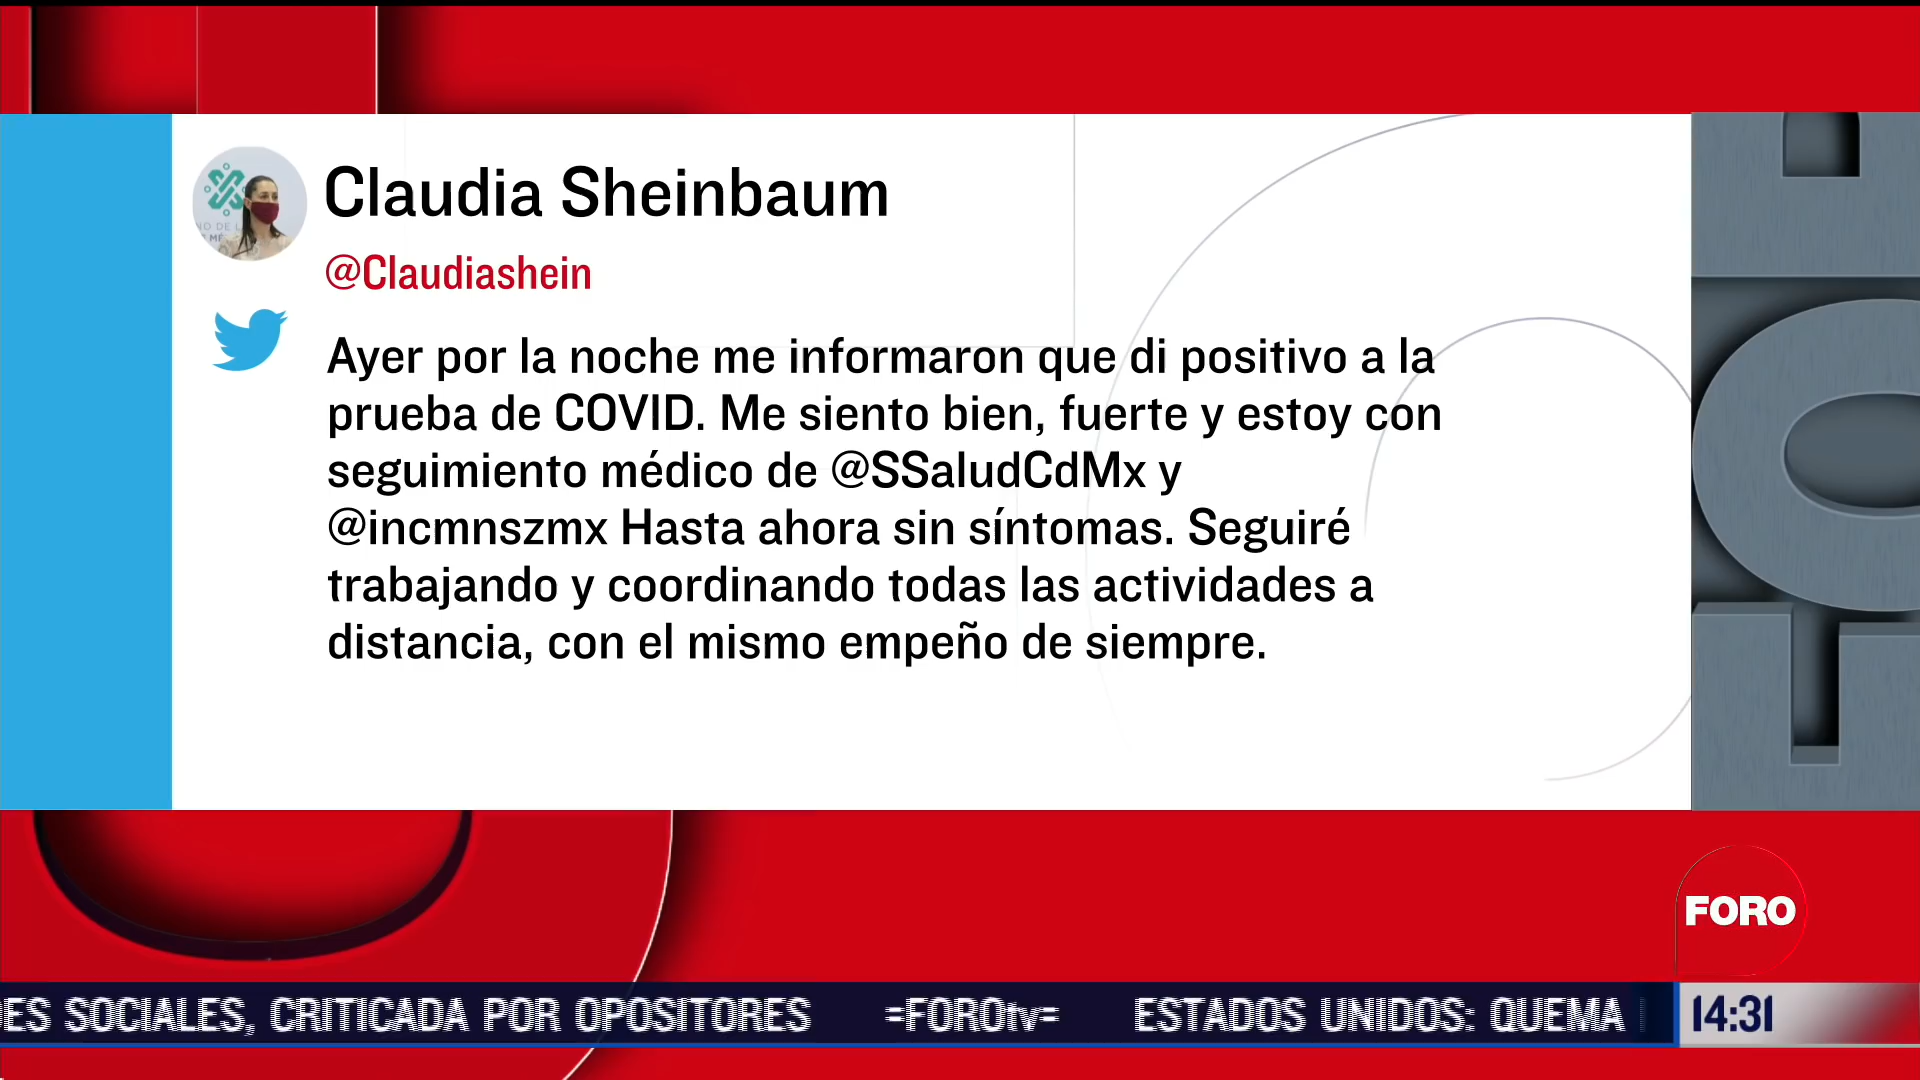 Claudia Sheinbaum
@Claudiashein
Ayer por la noche me informaron que di positivo a la
prueba de COVID. Me siento bien, fuerte y estoy con
seguimiento médico de @SSaludCdMx y
@incmnszmx Hasta ahora sin síntomas. Seguiré
trabajando y coordinando todas las actividades a
distancia, con el mismo empeño de siempre.
FORO
ES SOCIALES, CRITICADA POR OPOSITORES =FOROtv= ESTADOS UNIDOS: QUEMA
14:31